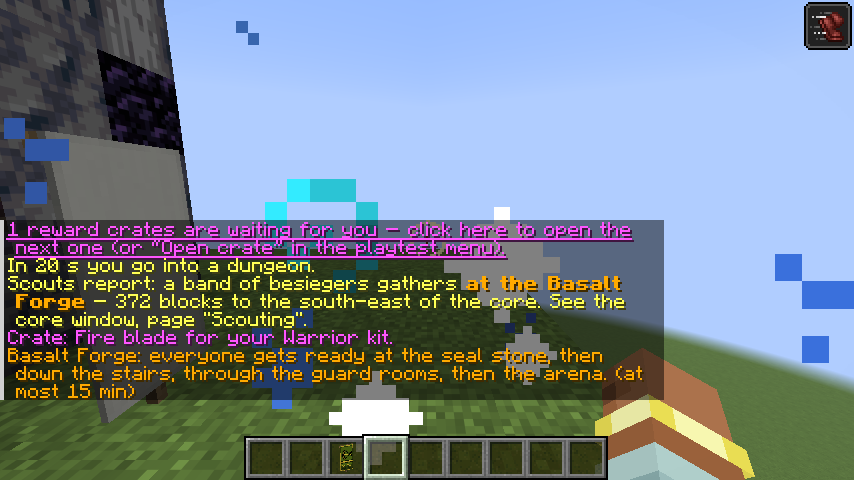 1 reward crates are waiting for you – click here to open the
next one (or "Open crate" in the playtest menu).
In 20 s you go into a dungeon.
Scouts report: a band of besiegers gathers at the Basalt
Forge – 372 blocks to the south-east of the core. See the
core window, page "Scouting".
Crate: Fire blade for your Warrior kit.
Basalt Forge: everyone gets ready at the seal stone, then
down the stairs, through the guard rooms, then the arena. (at
most 15 min)